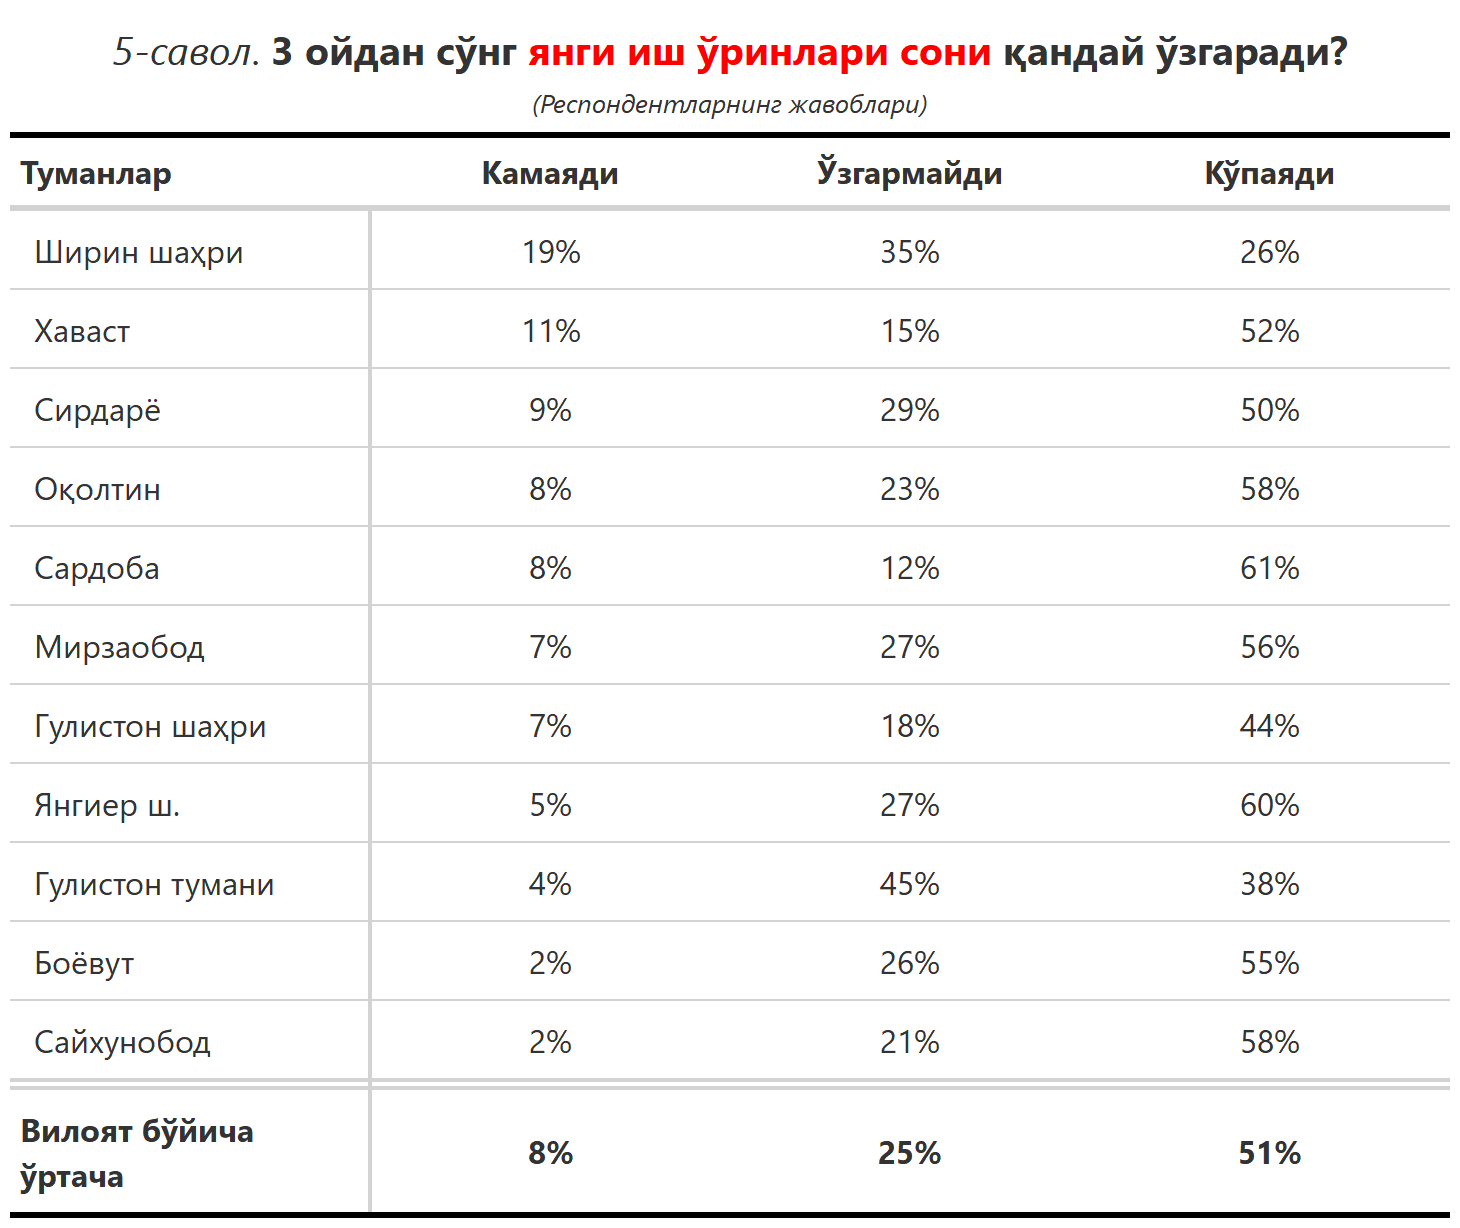 5-савол. 3 ойдан сўнг янги иш ўринлари сони қандай ўзгаради?
(Респондентларнинг жавоблари)
Туманлар Камаяди Ўзгармайди Кўпаяди
Ширин шаҳри 19% 35% 26%
Хаваст 11% 15% 52%
Сирдарё 9% 29% 50%
Оқолтин 8% 23% 58%
Сардоба 8% 12% 61%
Мирзаобод 7% 27% 56%
Гулистон шаҳри 7% 18% 44%
Янгиер ш. 5% 27% 60%
Гулистон тумани 4% 45% 38%
Боёвут 2% 26% 55%
Сайхунобод 2% 21% 58%
Вилоят бўйича
ўртача 8% 25% 51%